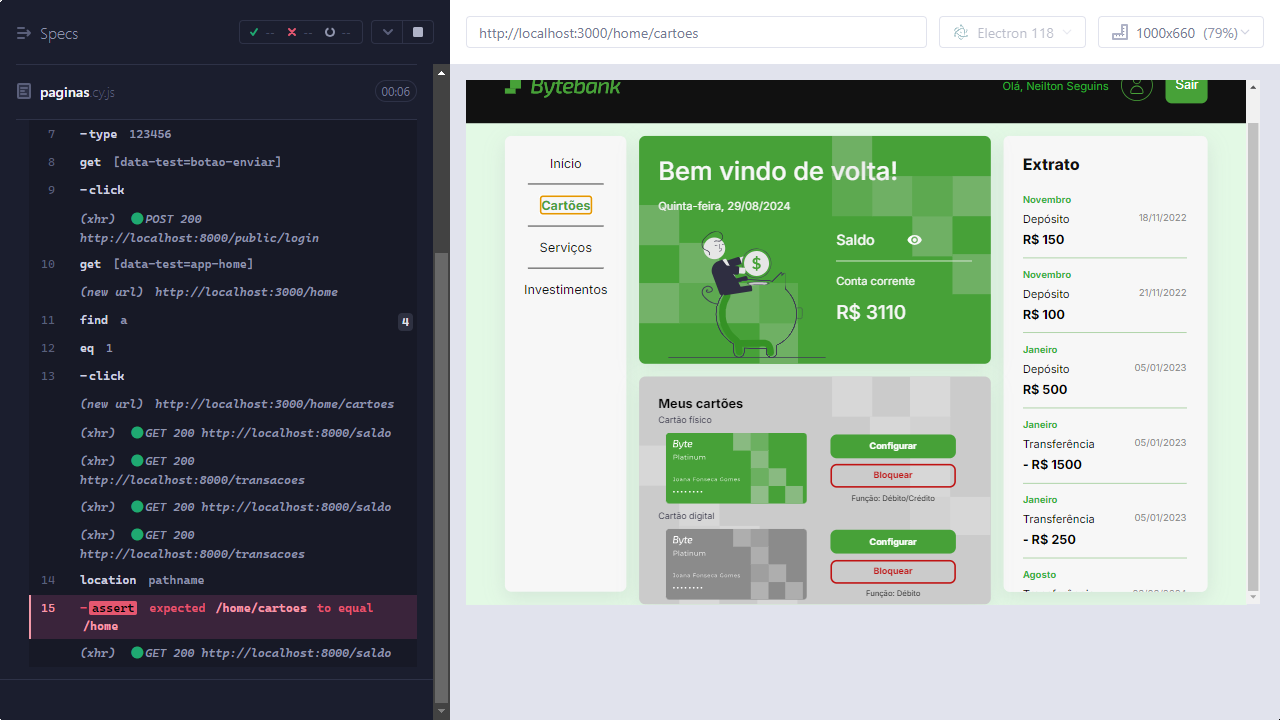 Specs
-- -- --
paginas.cy.js
00:06
7 -type 123456
8 get [data-test=botao-enviar]
9 -click
(xhr) POST 200
http://localhost:8000/public/login
10 get [data-test=app-home]
(new url) http://localhost:3000/home
11 find a 4
12 eq 1
13 -click
(new url) http://localhost:3000/home/cartoes
(xhr) GET 200 http://localhost:8000/saldo
(xhr) GET 200
http://localhost:8000/transacoes
(xhr) GET 200 http://localhost:8000/saldo
(xhr) GET 200
http://localhost:8000/transacoes
14 location pathname
15 -assert expected /home/cartoes to equal
/home
(xhr) GET 200 http://localhost:8000/saldo
http://localhost:3000/home/cartoes
Electron 118
1000x660 (79%)
Bytebank
Olá, Neilton Seguins
Sair
Início
Cartões
Serviços
Investimentos
Bem vindo de volta!
Quinta-feira, 29/08/2024
$
Saldo
Conta corrente
R$ 3110
Meus cartões
Cartão físico
Byte
Platinum
Joana Fonseca Gomes
Configurar
Bloquear
Função: Débito/Crédito
Cartão digital
Byte
Platinum
Joana Fonseca Gomes
Configurar
Bloquear
Função: Débito
Extrato
Novembro
Depósito 18/11/2022
R$ 150
Novembro
Depósito 21/11/2022
R$ 100
Janeiro
Depósito 05/01/2023
R$ 500
Janeiro
Transferência 05/01/2023
- R$ 1500
Janeiro
Transferência 05/01/2023
- R$ 250
Agosto